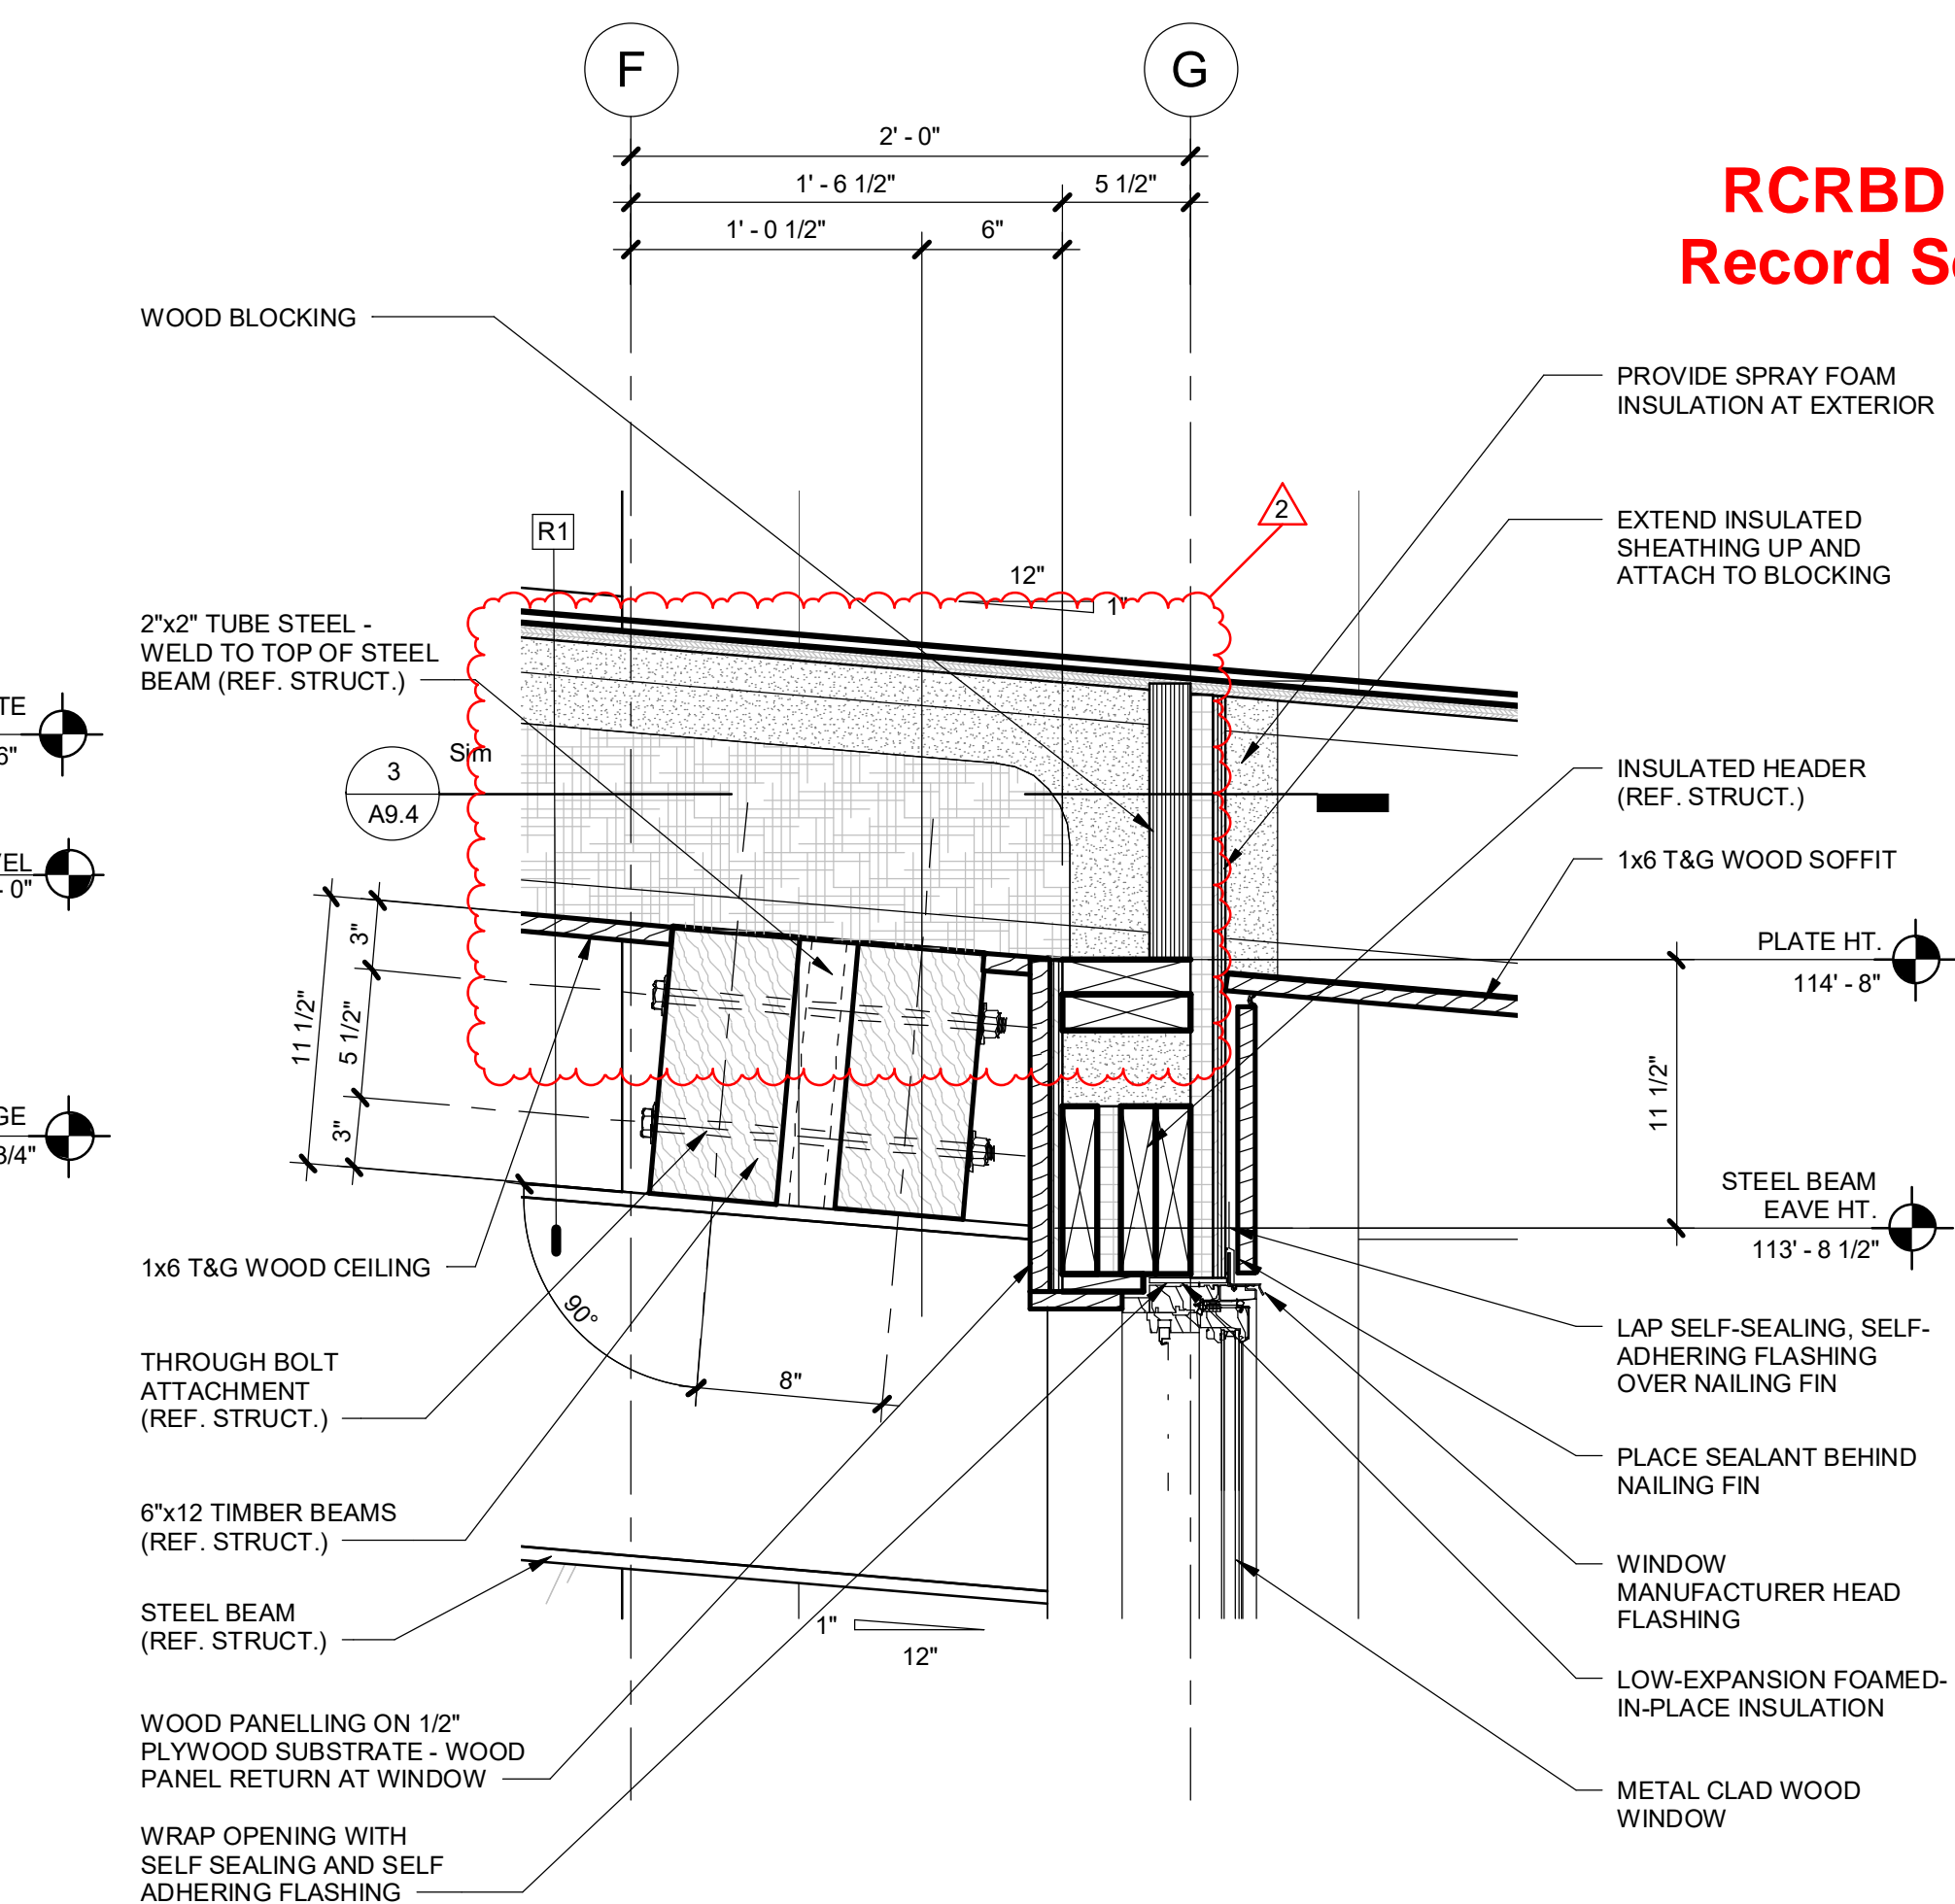 F
G
2' - 0"
1' - 6 1/2"
5 1/2"
1' - 0 1/2"
6"
RCRBD
Record
WOOD BLOCKING
PROVIDE SPRAY FOAM
INSULATION AT EXTERIOR
R1
2
EXTEND INSULATED
SHEATHING UP AND
ATTACH TO BLOCKING
12"
1"
2"x2" TUBE STEEL -
WELD TO TOP OF STEEL
BEAM (REF. STRUCT.)
3
A9.4
Sim
INSULATED HEADER
(REF. STRUCT.)
1x6 T&G WOOD SOFFIT
- 0"
PLATE HT.
114' - 8"
3"
5 1/2"
3"
11 1/2"
11 1/2"
3/4"
STEEL BEAM
EAVE HT.
113' - 8 1/2"
1x6 T&G WOOD CEILING
90°
8"
THROUGH BOLT
ATTACHMENT
(REF. STRUCT.)
LAP SELF-SEALING, SELF-
ADHERING FLASHING
OVER NAILING FIN
PLACE SEALANT BEHIND
NAILING FIN
6"x12 TIMBER BEAMS
(REF. STRUCT.)
WINDOW
MANUFACTURER HEAD
FLASHING
STEEL BEAM
(REF. STRUCT.)
1"
12"
LOW-EXPANSION FOAMED-
IN-PLACE INSULATION
WOOD PANELLING ON 1/2"
PLYWOOD SUBSTRATE - WOOD
PANEL RETURN AT WINDOW
METAL CLAD WOOD
WINDOW
WRAP OPENING WITH
SELF SEALING AND SELF
ADHERING FLASHING